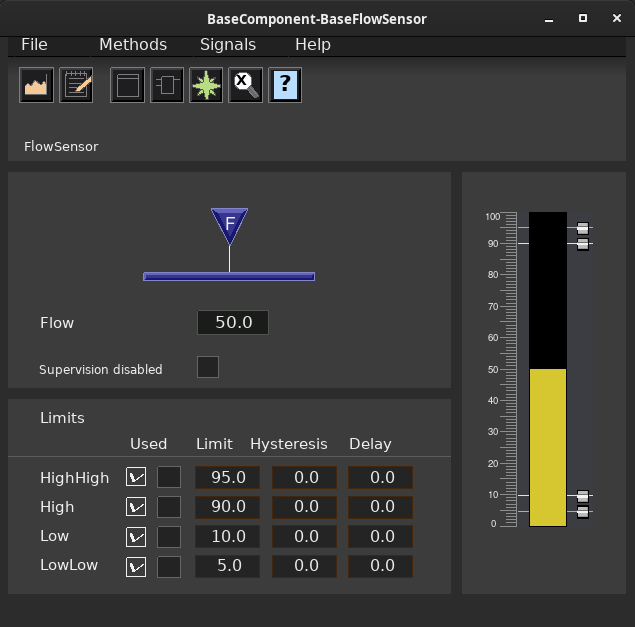 BaseComponent-BaseFlowSensor
File Methods Signals Help
X ?
FlowSensor
F
Flow 50.0
Supervision disabled
Limits
Used Limit Hysteresis Delay
HighHigh 95.0 0.0 0.0
High 90.0 0.0 0.0
Low 10.0 0.0 0.0
LowLow 5.0 0.0 0.0
100
90
80
70
60
50
40
30
20
10
0